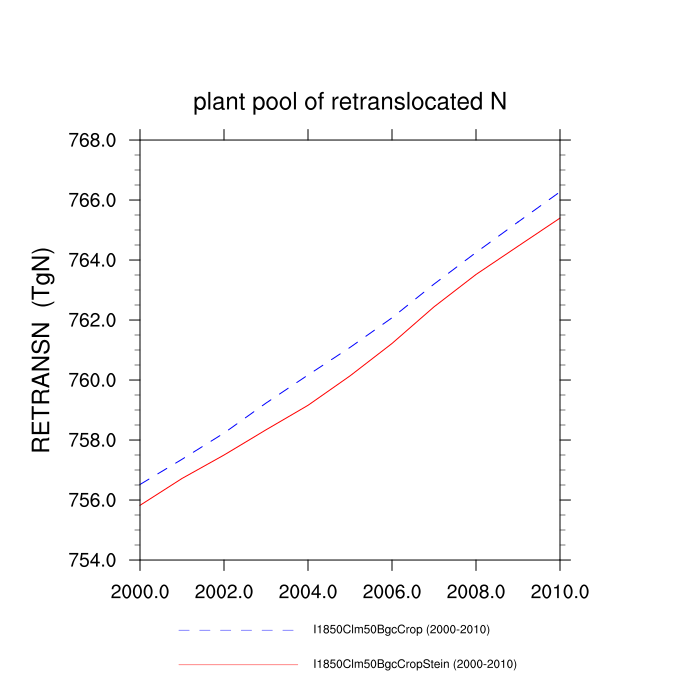 plant pool of retranslocated N
768.0
766.0
764.0
762.0
760.0
758.0
756.0
754.0
RETRANSN (TgN)
2000.0 2002.0 2004.0 2006.0 2008.0 2010.0
I1850Clm50BgcCrop (2000-2010)
I1850Clm50BgcCropStein (2000-2010)